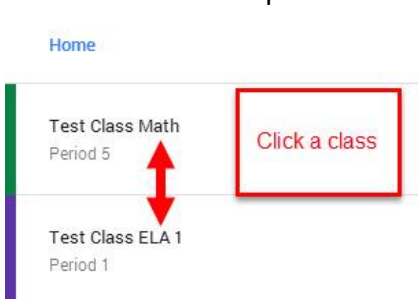 Home
Test Class Math
Period 5
Click a class
Test Class ELA 1
Period 1